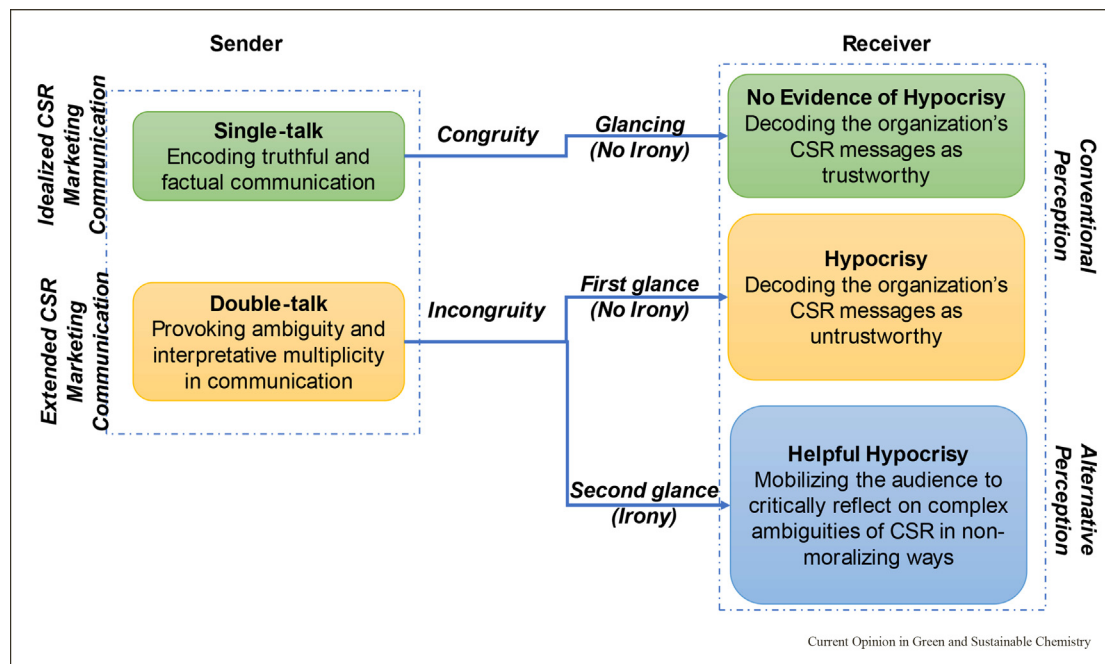 Sender
Receiver
Idealized CSR
Marketing
Communication
Single-talk
Encoding truthful and
factual communication
Congruity
Glancing
(No Irony)
No Evidence of Hypocrisy
Decoding the organization's
CSR messages as
trustworthy
Conventional
Perception
Extended CSR
Marketing
Communication
Double-talk
Provoking ambiguity and
interpretative multiplicity
in communication
Incongruity
First glance
(No Irony)
Hypocrisy
Decoding the organization's
CSR messages as
untrustworthy
Second glance
(Irony)
Helpful Hypocrisy
Mobilizing the audience to
critically reflect on complex
ambiguities of CSR in non-
moralizing ways
Alternative
Perception
Current Opinion in Green and Sustainable Chemistry